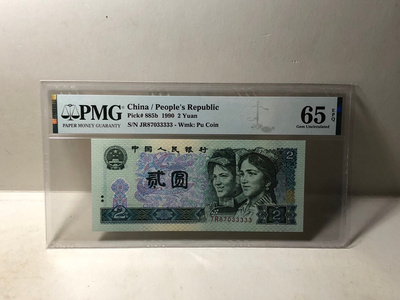 PMG
PAPER MONEY GUARANTY
China / People's Republic
Pick# 885b 1990 2 Yuan
S/N JR87033333 - Wmk: Pu Coin
65 EPQ
Gem Uncirculated
中国人民银行
2
贰圆
2
JR87033333